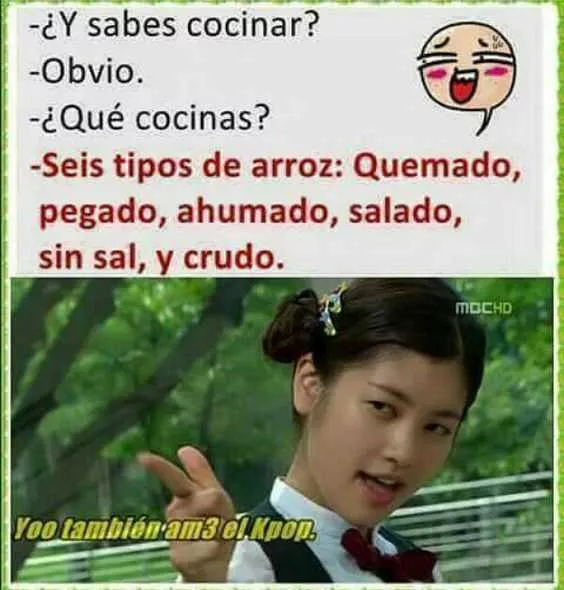 -¿Y sabes cocinar?
-Obvio.
-¿Qué cocinas?
-Seis tipos de arroz: Quemado,
pegado, ahumado, salado,
sin sal, y crudo.
MBCHD
Yoo también am3 el Kpop.